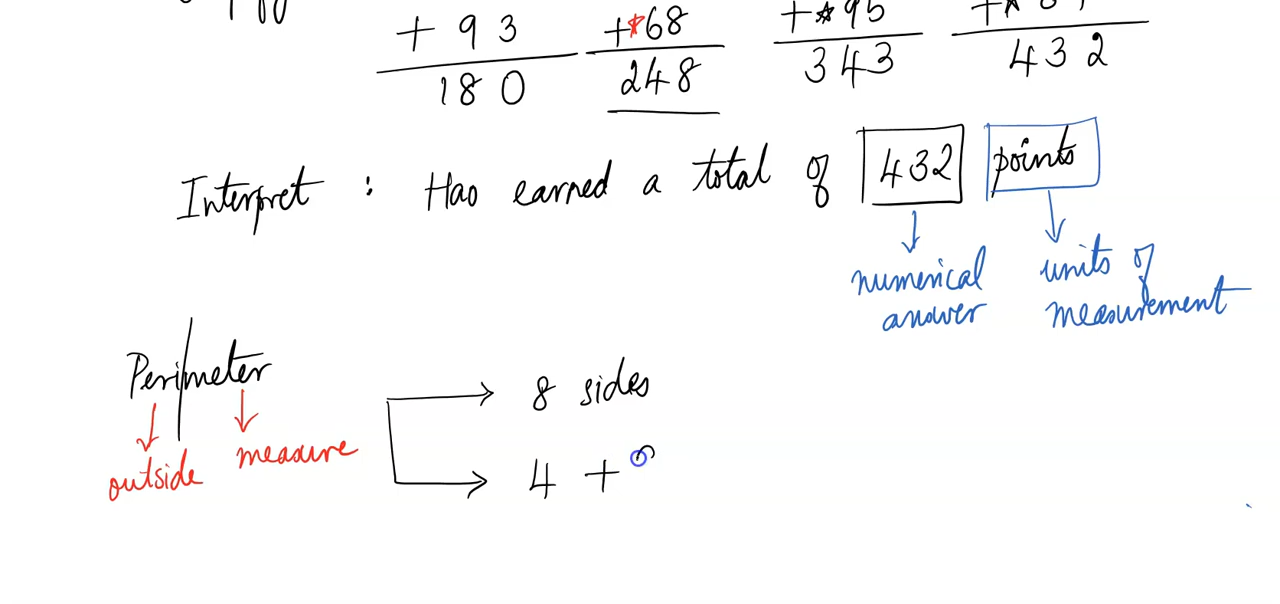 + 93 +*68 +*95
180 248 343 432
Interpret : Has earned a total of 432 points
numerical answer
units of measurement
Perimeter
outside measure
8 sides
4 +